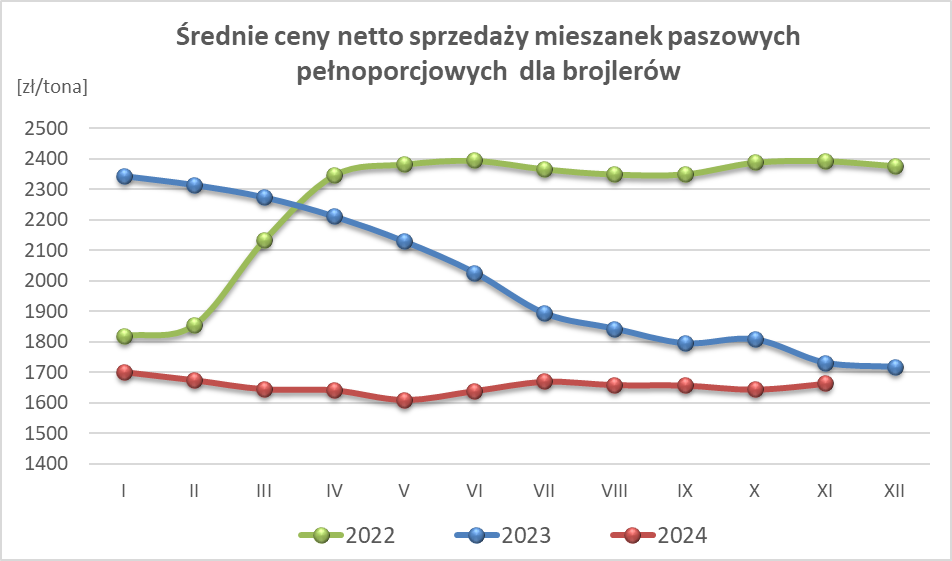 Średnie ceny netto sprzedaży mieszanek paszowych
pełnoporcjowych dla brojlerów
[zł/tona]
2500
2400
2300
2200
2100
2000
1900
1800
1700
1600
1500
1400
I II III IV V VI VII VIII IX X XI XII
2022 2023 2024